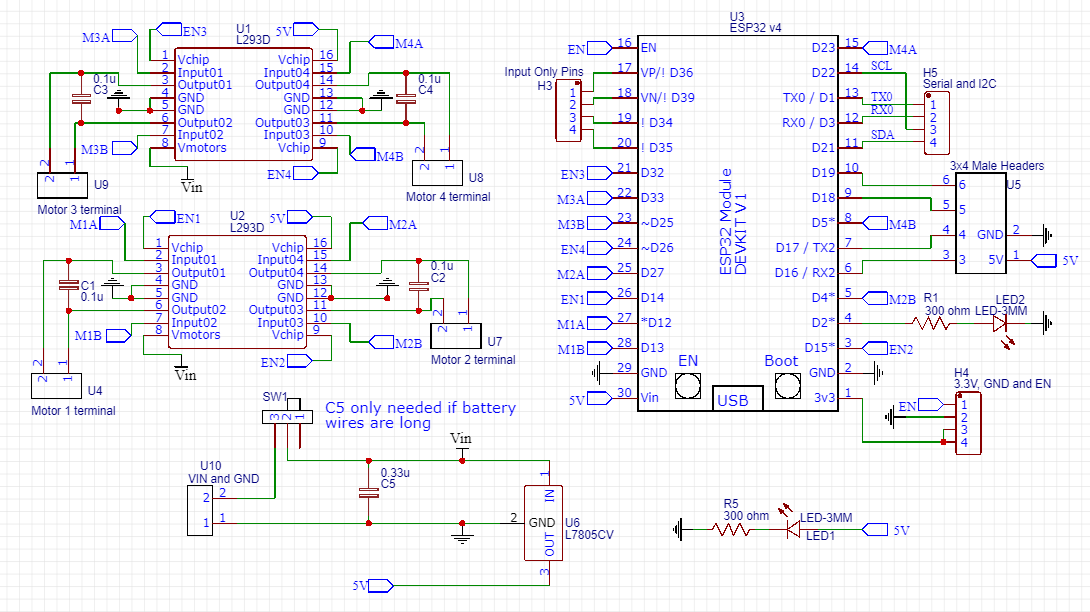 U1
L293D
M3A
EN3
5V
M4A
1 Vchip
2 Input01
3 Output01
4 GND
5 GND
6 Output02
7 Input02
8 Vmotors
Vchip 16
Input04 15
Output04 14
GND 13
GND 12
Output03 11
Input03 10
Vchip 9
0.1u
C3
0.1u
C4
M3B
Vin
EN4
M4B
2 1
2 1
U9
Motor 3 terminal
2 1
2 1
U8
Motor 4 terminal
U2
L293D
M1A
EN1
5V
M2A
1 Vchip
2 Input01
3 Output01
4 GND
5 GND
6 Output02
7 Input02
8 Vmotors
Vchip 16
Input04 15
Output04 14
GND 13
GND 12
Output03 11
Input03 10
Vchip 9
C1
0.1u
0.1u
C2
M1B
Vin
EN2
M2B
2 1
2 1
U4
Motor 1 terminal
2 1
2 1
U7
Motor 2 terminal
SW1
3 2 1
C5 only needed if battery
wires are long
Vin
U10
VIN and GND
2 2
1 1
0.33u
C5
1
IN
2 GND
OUT
3
U6
L7805CV
5V
U3
ESP32 v4
ESP32 Module
DEVKIT V1
EN 16 EN
17 VP/! D36
18 VN/! D39
19 ! D34
20 ! D35
EN3 21 D32
M3A 22 D33
M3B 23 ~D25
EN4 24 ~D26
M2A 25 D27
EN1 26 D14
M1A 27 *D12
M1B 28 D13
29 GND
5V 30 Vin
D23 15 M4A
D22 14 SCL
TX0 / D1 13 TX0
RX0 / D3 12 RX0
D21 11 SDA
D19 10
D18 9
D5* 8 M4B
D17 / TX2 7
D16 / RX2 6
D4* 5 M2B
D2* 4
D15* 3 EN2
GND 2
3v3 1
EN
Boot
USB
Input Only Pins
H3
1
2
3
4
H5
Serial and I2C
1
2
3
4
3x4 Male Headers
U5
6 6
5 5
4 4
3 3
GND 2
5V 1 5V
R1
300 ohm
LED2
LED-3MM
H4
3.3V, GND and EN
EN 1
2
3
4
R5
300 ohm
LED-3MM
LED1
5V